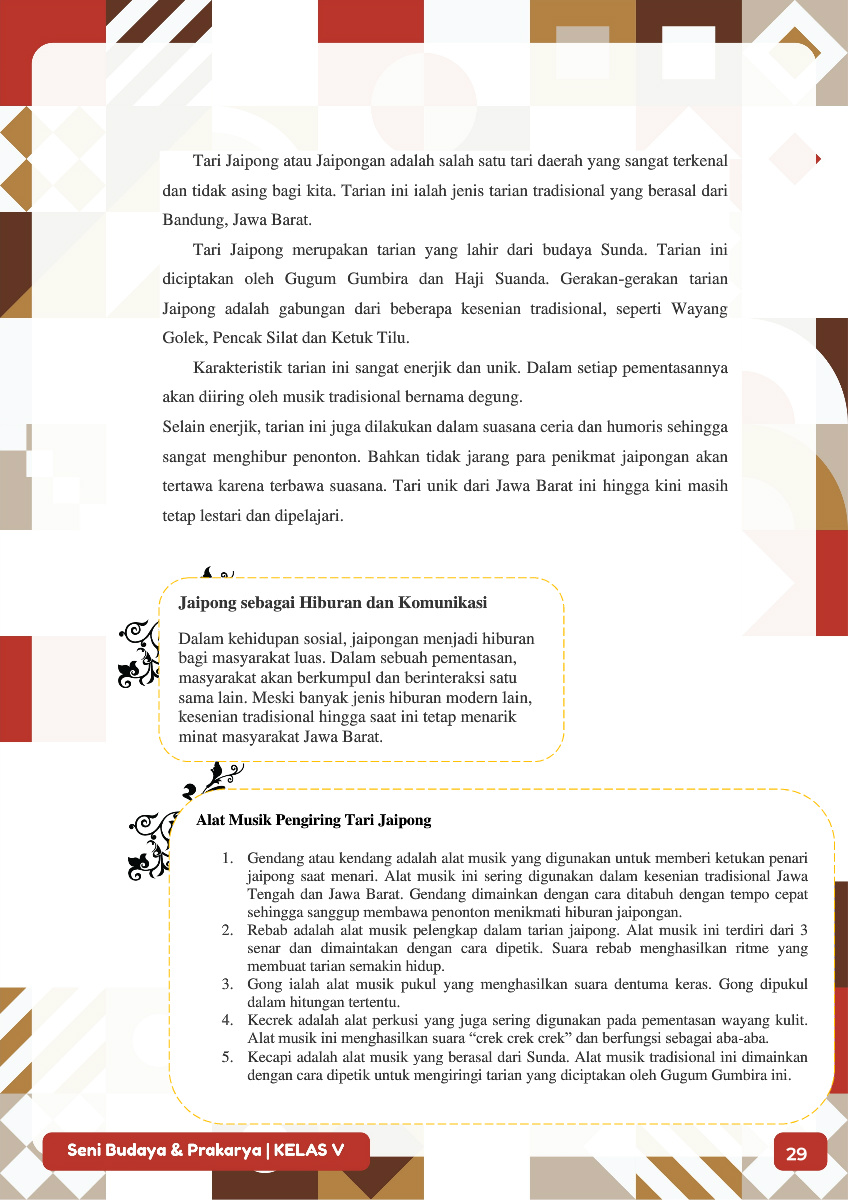 Tari Jaipong atau Jaipongan adalah salah satu tari daerah yang sangat terkenal
dan tidak asing bagi kita. Tarian ini ialah jenis tarian tradisional yang berasal dari
Bandung, Jawa Barat.
Tari Jaipong merupakan tarian yang lahir dari budaya Sunda. Tarian ini
diciptakan oleh Gugum Gumbira dan Haji Suanda. Gerakan-gerakan tarian
Jaipong adalah gabungan dari beberapa kesenian tradisional, seperti Wayang
Golek, Pencak Silat dan Ketuk Tilu.
Karakteristik tarian ini sangat enerjik dan unik. Dalam setiap pementasannya
akan diiring oleh musik tradisional bernama degung.
Selain enerjik, tarian ini juga dilakukan dalam suasana ceria dan humoris sehingga
sangat menghibur penonton. Bahkan tidak jarang para penikmat jaipongan akan
tertawa karena terbawa suasana. Tari unik dari Jawa Barat ini hingga kini masih
tetap lestari dan dipelajari.
Jaipong sebagai Hiburan dan Komunikasi
Dalam kehidupan sosial, jaipongan menjadi hiburan
bagi masyarakat luas. Dalam sebuah pementasan,
masyarakat akan berkumpul dan berinteraksi satu
sama lain. Meski banyak jenis hiburan modern lain,
kesenian tradisional hingga saat ini tetap menarik
minat masyarakat Jawa Barat.
Alat Musik Pengiring Tari Jaipong
1. Gendang atau kendang adalah alat musik yang digunakan untuk memberi ketukan penari
jaipong saat menari. Alat musik ini sering digunakan dalam kesenian tradisional Jawa
Tengah dan Jawa Barat. Gendang dimainkan dengan cara ditabuh dengan tempo cepat
sehingga sanggup membawa penonton menikmati hiburan jaipongan.
2. Rebab adalah alat musik pelengkap dalam tarian jaipong. Alat musik ini terdiri dari 3
senar dan dimaintakan dengan cara dipetik. Suara rebab menghasilkan ritme yang
membuat tarian semakin hidup.
3. Gong ialah alat musik pukul yang menghasilkan suara dentuma keras. Gong dipukul
dalam hitungan tertentu.
4. Kecrek adalah alat perkusi yang juga sering digunakan pada pementasan wayang kulit.
Alat musik ini menghasilkan suara “crek crek crek” dan berfungsi sebagai aba-aba.
5. Kecapi adalah alat musik yang berasal dari Sunda. Alat musik tradisional ini dimainkan
dengan cara dipetik untuk mengiringi tarian yang diciptakan oleh Gugum Gumbira ini.
Seni Budaya & Prakarya | KELAS V
29